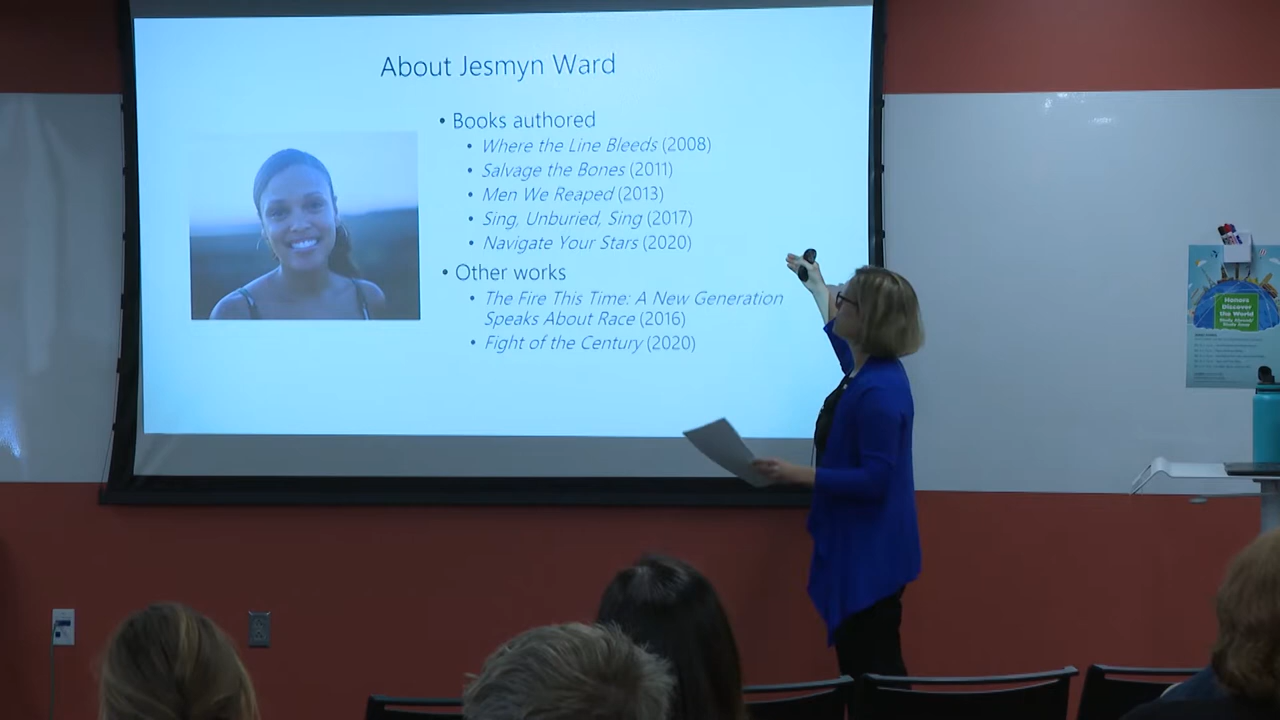 About Jesmyn Ward
• Books authored
• Where the Line Bleeds (2008)
• Salvage the Bones (2011)
• Men We Reaped (2013)
• Sing, Unburied, Sing (2017)
• Navigate Your Stars (2020)
• Other works
• The Fire This Time: A New Generation
Speaks About Race (2016)
• Fight of the Century (2020)
Honors
Discover
the World